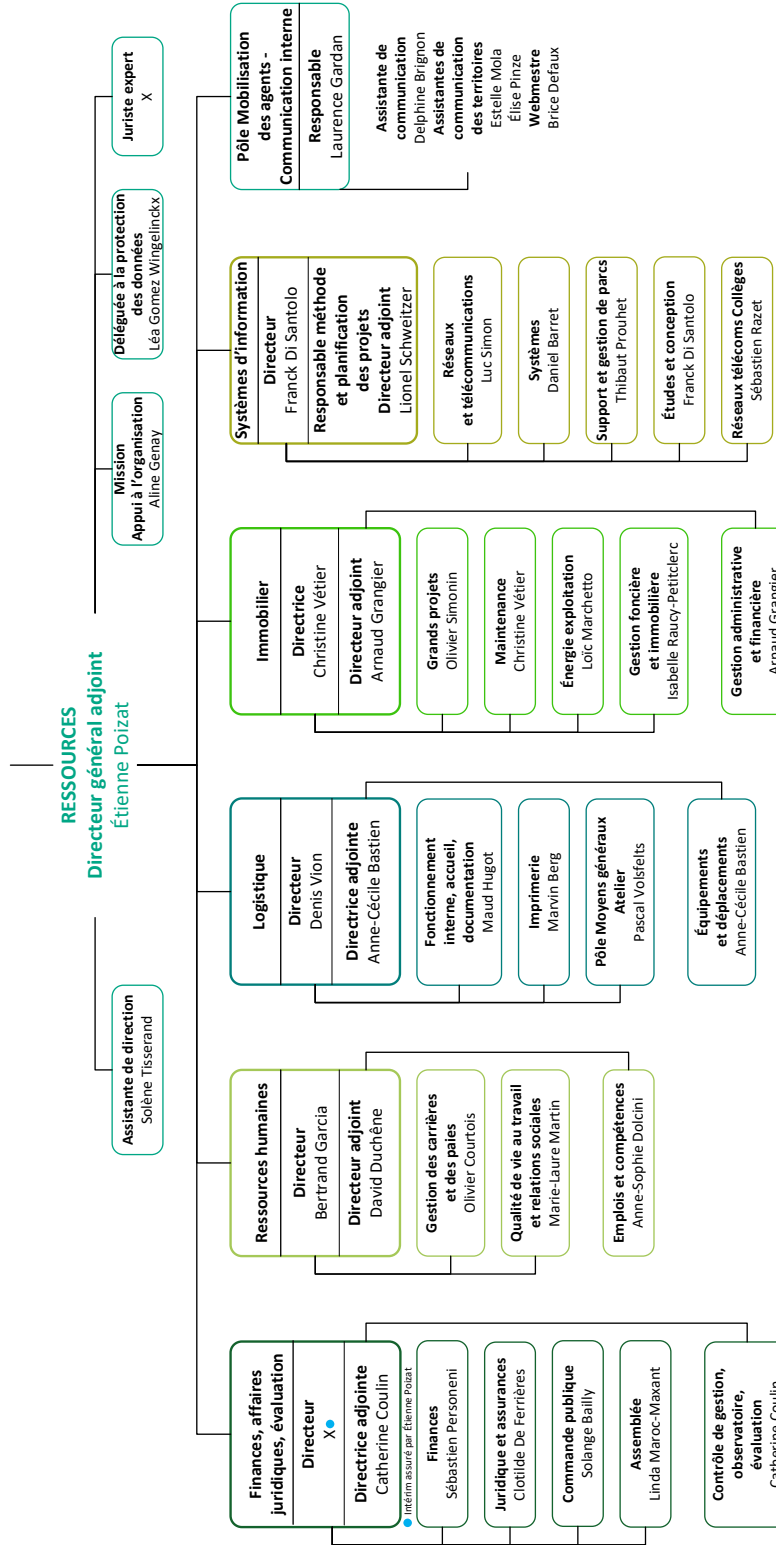 RESSOURCES
Directeur général adjoint
Étienne Poizat
Assistante de direction
Solène Tisserand
Mission
Appui à l'organisation
Aline Genay
Déléguée à la protection
des données
Léa Gomez Wingelinckx
Juriste expert
X
Finances, affaires
juridiques, évaluation
Directeur
X
Directrice adjointe
Catherine Coulin
Intérim assuré par Étienne Poizat
Finances
Sébastien Personeni
Juridique et assurances
Clotilde De Ferrières
Commande publique
Solange Bailly
Assemblée
Linda Maroc-Maxant
Contrôle de gestion,
observatoire,
évaluation
Catherine Coulin
Ressources humaines
Directeur
Bertrand Garcia
Directeur adjoint
David Duchêne
Gestion des carrières
et des paies
Olivier Courtois
Qualité de vie au travail
et relations sociales
Marie-Laure Martin
Emplois et compétences
Anne-Sophie Dolcini
Logistique
Directeur
Denis Vion
Directrice adjointe
Anne-Cécile Bastien
Fonctionnement
interne, accueil,
documentation
Maud Hugot
Imprimerie
Marvin Berg
Pôle Moyens généraux
Atelier
Pascal Volsfelts
Équipements
et déplacements
Anne-Cécile Bastien
Immobilier
Directrice
Christine Vétier
Directeur adjoint
Arnaud Grangier
Grands projets
Olivier Simonin
Maintenance
Christine Vétier
Énergie exploitation
Loïc Marchetto
Gestion foncière
et immobilière
Isabelle Raucy-Petitclerc
Gestion administrative
et financière
Arnaud Grangier
Systèmes d'information
Directeur
Franck Di Santolo
Responsable méthode
et planification
des projets
Directeur adjoint
Lionel Schweitzer
Réseaux
et télécommunications
Luc Simon
Systèmes
Daniel Barret
Support et gestion de parcs
Thibaut Prouhet
Études et conception
Franck Di Santolo
Réseaux télécoms Collèges
Sébastien Razet
Pôle Mobilisation
des agents -
Communication interne
Responsable
Laurence Gardan
Assistante de
communication
Delphine Brignon
Assistantes de
communication
des territoires
Estelle Mola
Élise Pinze
Webmestre
Brice Defaux